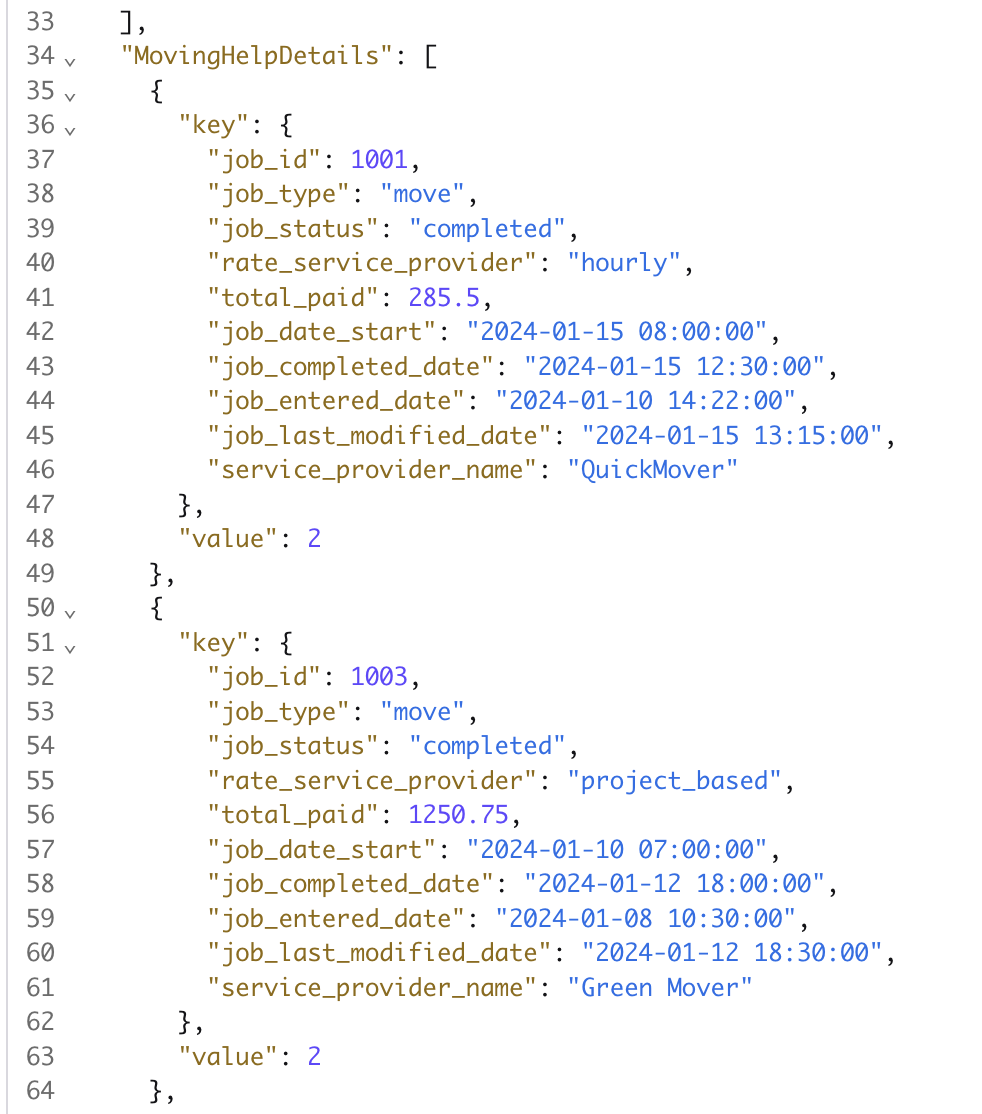 33 ],
34 "MovingHelpDetails": [
35 {
36 "key": {
37 "job_id": 1001,
38 "job_type": "move",
39 "job_status": "completed",
40 "rate_service_provider": "hourly",
41 "total_paid": 285.5,
42 "job_date_start": "2024-01-15 08:00:00",
43 "job_completed_date": "2024-01-15 12:30:00",
44 "job_entered_date": "2024-01-10 14:22:00",
45 "job_last_modified_date": "2024-01-15 13:15:00",
46 "service_provider_name": "QuickMover"
47 },
48 "value": 2
49 },
50 {
51 "key": {
52 "job_id": 1003,
53 "job_type": "move",
54 "job_status": "completed",
55 "rate_service_provider": "project_based",
56 "total_paid": 1250.75,
57 "job_date_start": "2024-01-10 07:00:00",
58 "job_completed_date": "2024-01-12 18:00:00",
59 "job_entered_date": "2024-01-08 10:30:00",
60 "job_last_modified_date": "2024-01-12 18:30:00",
61 "service_provider_name": "Green Mover"
62 },
63 "value": 2
64 },